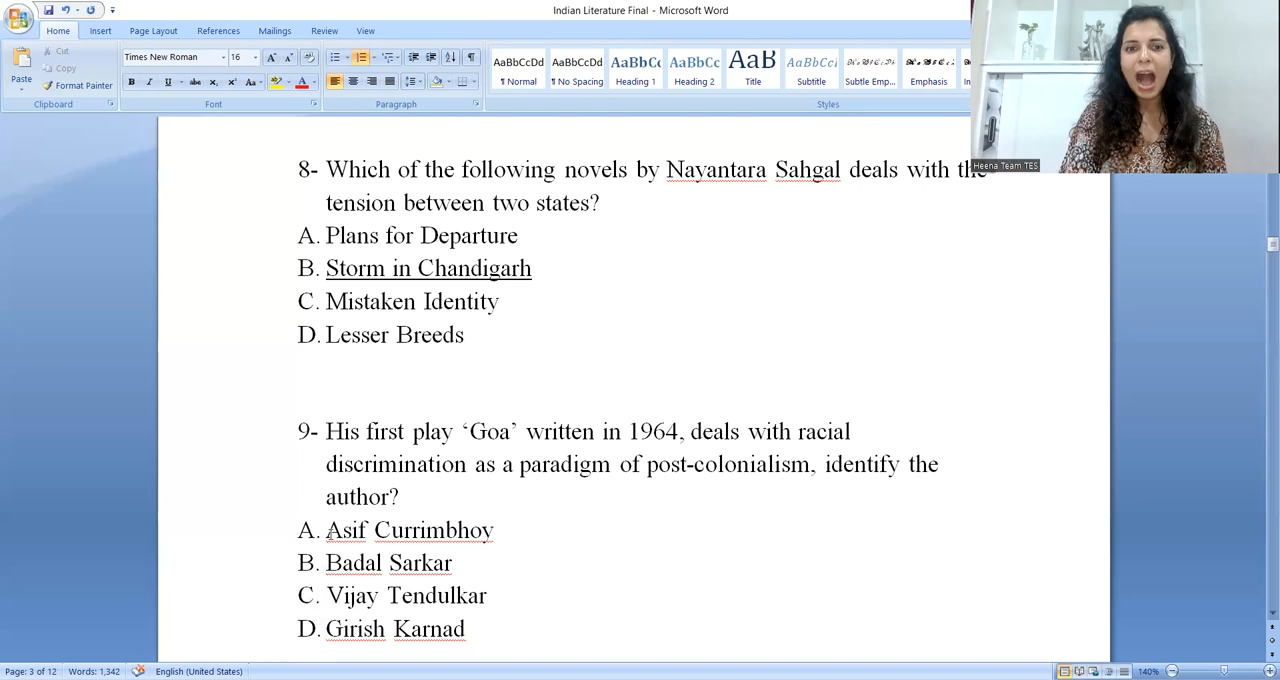 Indian Literature Final - Microsoft Word
Home Insert Page Layout References Mailings Review View
Cut
Copy
Format Painter
Paste
Clipboard
Times New Roman 16
Font
Paragraph
AaBbCcDd AaBbCcDd AaBbCc AaBbCc AaB AaBbCcI AaBbCcDd AaBbCcDd
¶ Normal ¶ No Spacing Heading 1 Heading 2 Title Subtitle Subtle Emp... Emphasis In
Styles
Heena Team TES
8- Which of the following novels by Nayantara Sahgal deals with the
tension between two states?
A. Plans for Departure
B. Storm in Chandigarh
C. Mistaken Identity
D. Lesser Breeds
9- His first play ‘Goa’ written in 1964, deals with racial
discrimination as a paradigm of post-colonialism, identify the
author?
A. Asif Currimbhoy
B. Badal Sarkar
C. Vijay Tendulkar
D. Girish Karnad
Page: 3 of 12 Words: 1,342 English (United States) 140%